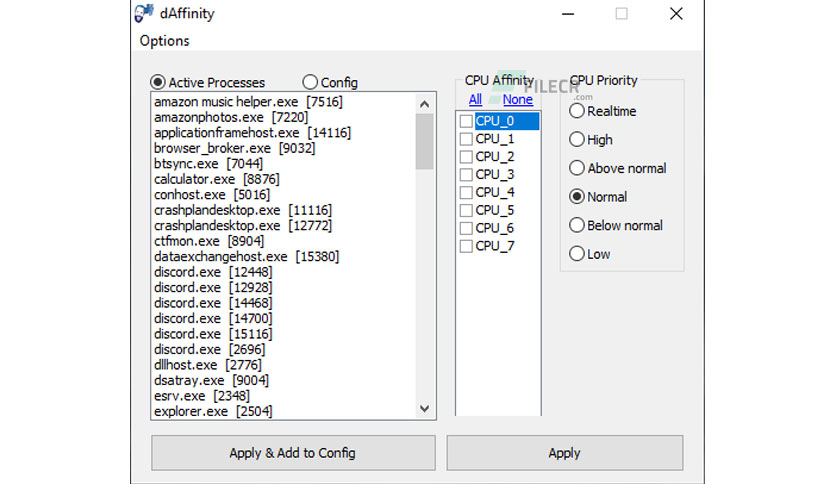 dAffinity
Options
Active Processes
Config
amazon music helper.exe [7516]
amazonphotos.exe [7220]
applicationframehost.exe [14116]
browser_broker.exe [9032]
btsync.exe [7044]
calculator.exe [8876]
conhost.exe [5016]
crashplandesktop.exe [11116]
crashplandesktop.exe [12772]
ctfmon.exe [8904]
dataexchangehost.exe [15380]
discord.exe [12448]
discord.exe [12928]
discord.exe [14468]
discord.exe [14700]
discord.exe [15116]
discord.exe [2696]
dllhost.exe [2776]
dsatray.exe [9004]
esrv.exe [2348]
explorer.exe [2504]
CPU Affinity
All None
CPU_0
CPU_1
CPU_2
CPU_3
CPU_4
CPU_5
CPU_6
CPU_7
CPU Priority
FILECR
.com
Realtime
High
Above normal
Normal
Below normal
Low
Apply & Add to Config
Apply